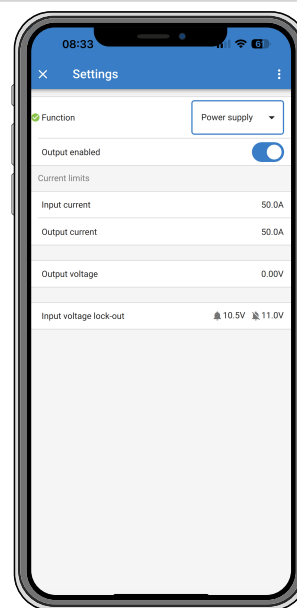 08:33 61
Settings
Function Power supply
Output enabled
Current limits
Input current 50.0A
Output current 50.0A
Output voltage 0.00V
Input voltage lock-out 10.5V 11.0V